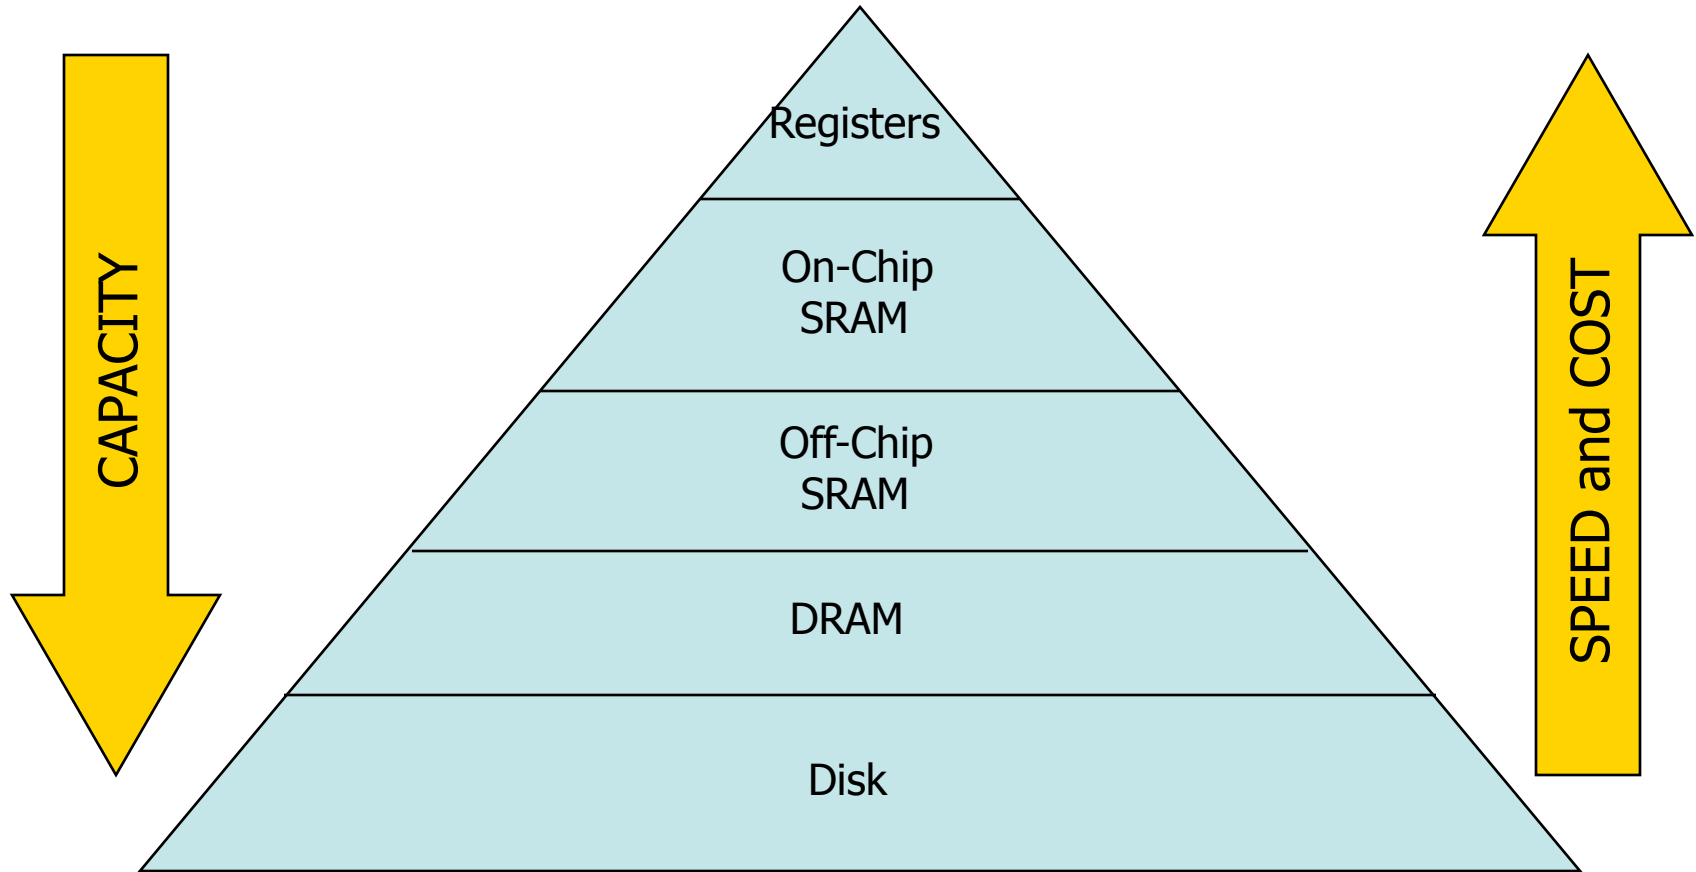 Registers
On-Chip
SRAM
Off-Chip
SRAM
DRAM
Disk
CAPACITY
SPEED and COST